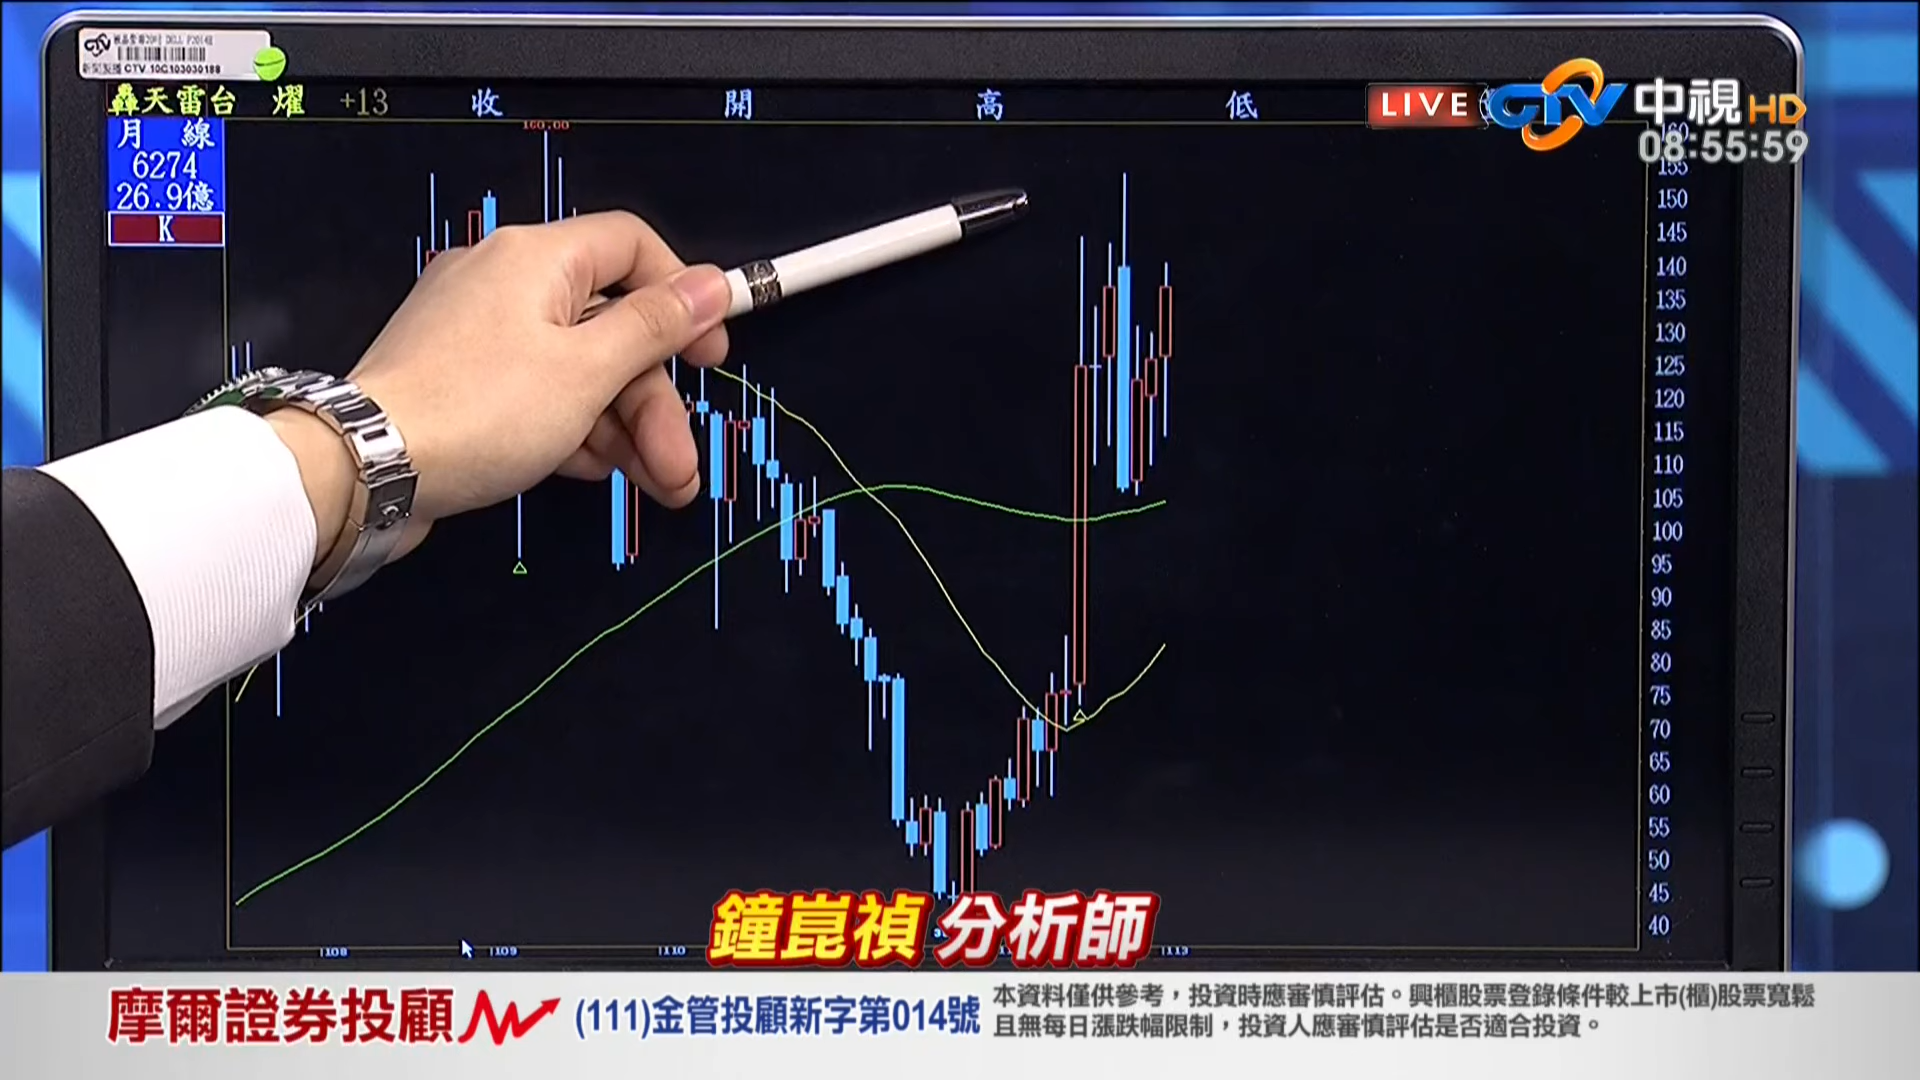 CTV 10C103030188
轟天雷台 燿 +13 收 開 高 低
LIVE CTV 中視HD
08:55:59
月 線
6274
26.9億
K
160.00
160
155
150
145
140
135
130
125
120
115
110
105
100
95
90
85
80
75
70
65
60
55
50
45
40
108 109 110 113
鐘崑禎 分析師
摩爾證券投顧 (111)金管投顧新字第014號
本資料僅供參考，投資時應審慎評估。興櫃股票登錄條件較上市(櫃)股票寬鬆
且無每日漲跌幅限制，投資人應審慎評估是否適合投資。